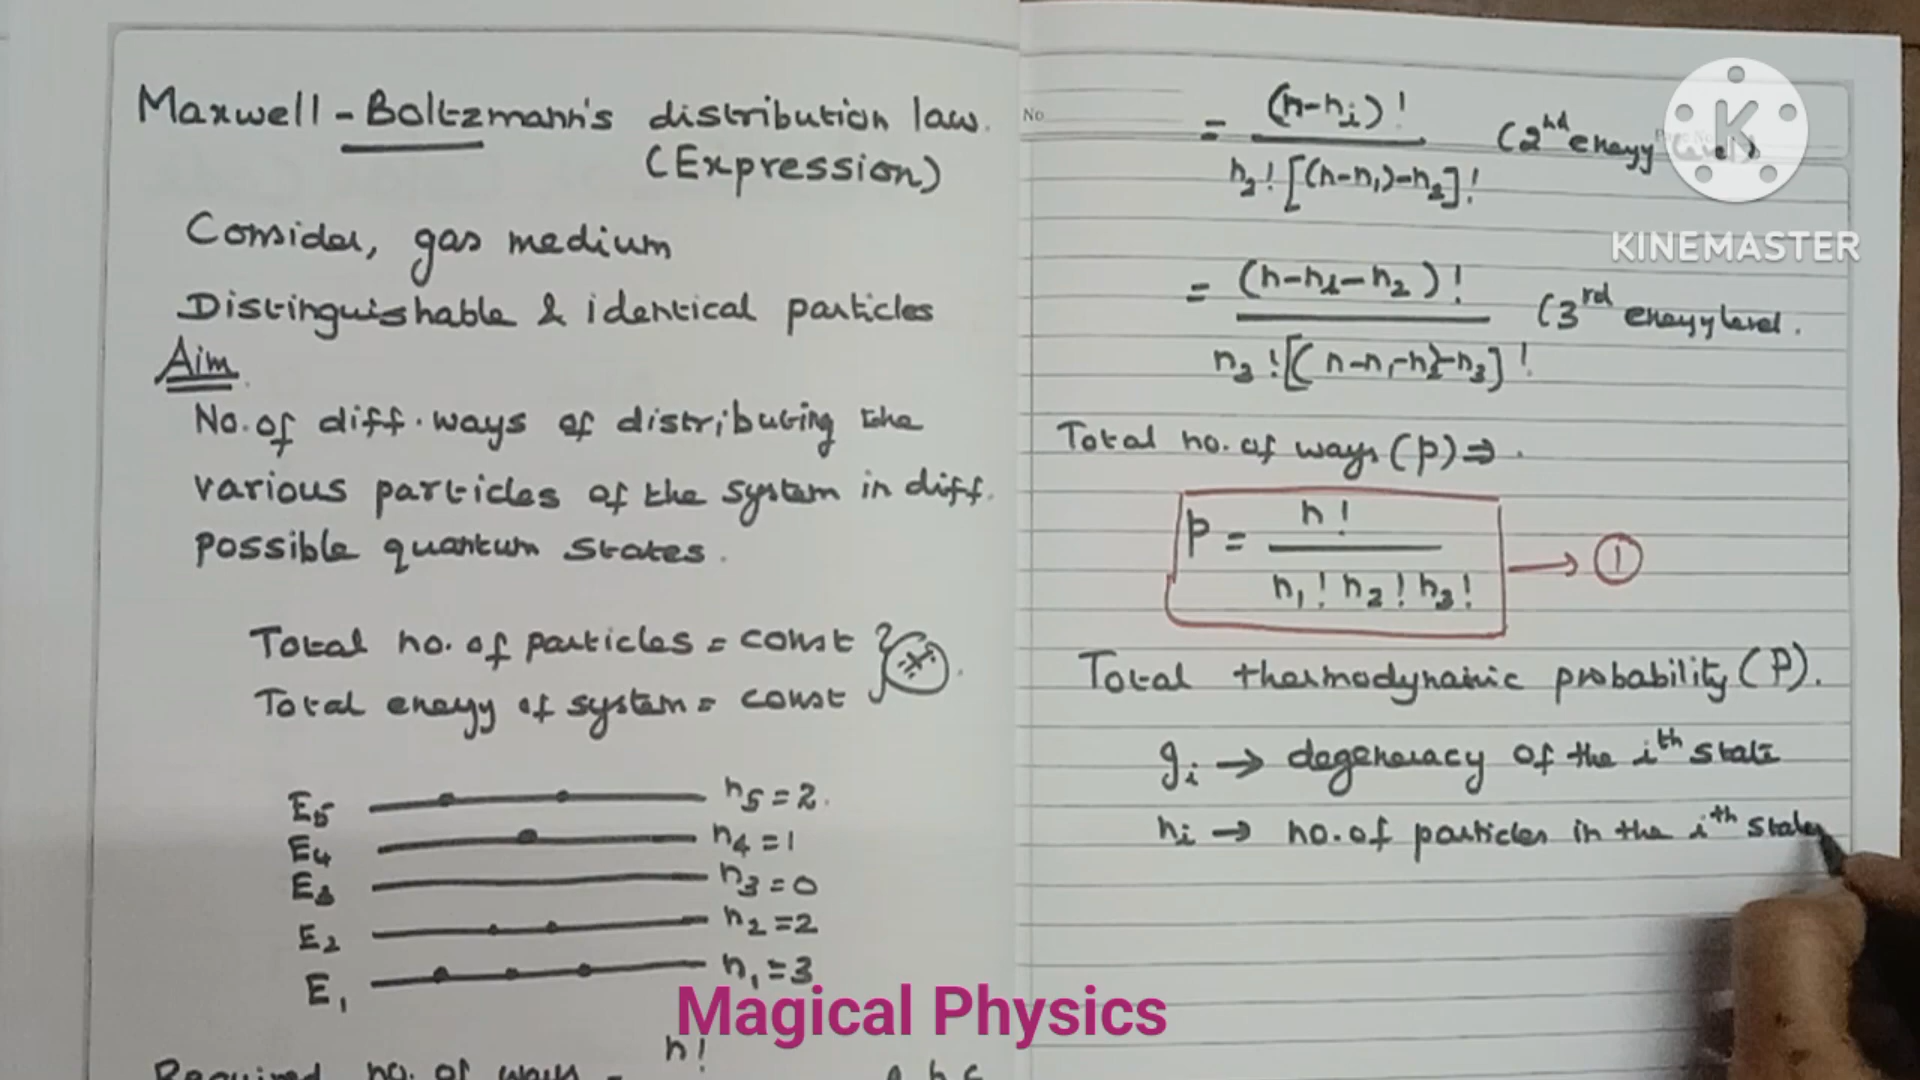 Maxwell - Boltzmann's distribution law.
(Expression)
Consider, gas medium
Distinguishable & identical particles
Aim
No. of diff. ways of distributing the
various particles of the system in diff.
possible quantum states.
Total no. of particles = const
Total energy of system = const
E5 n5 = 2.
E4 n4 = 1
E3 n3 = 0
E2 n2 = 2
E1 n1 = 3
Required no. of ways = n!
a b c
No
= (n-n1)! (2nd energy
n2! [(n-n1)-n2]!
= (n-n1-n2)! (3rd energy level.
n3! [(n-n1-n2)-n3]!
Total no. of ways (P) ⇒.
P = n! → ①
n1! n2! n3!
Total thermodynamic probability (P).
gi → degeneracy of the ith state
ni → no. of particles in the ith state
K
KINEMASTER
Magical Physics